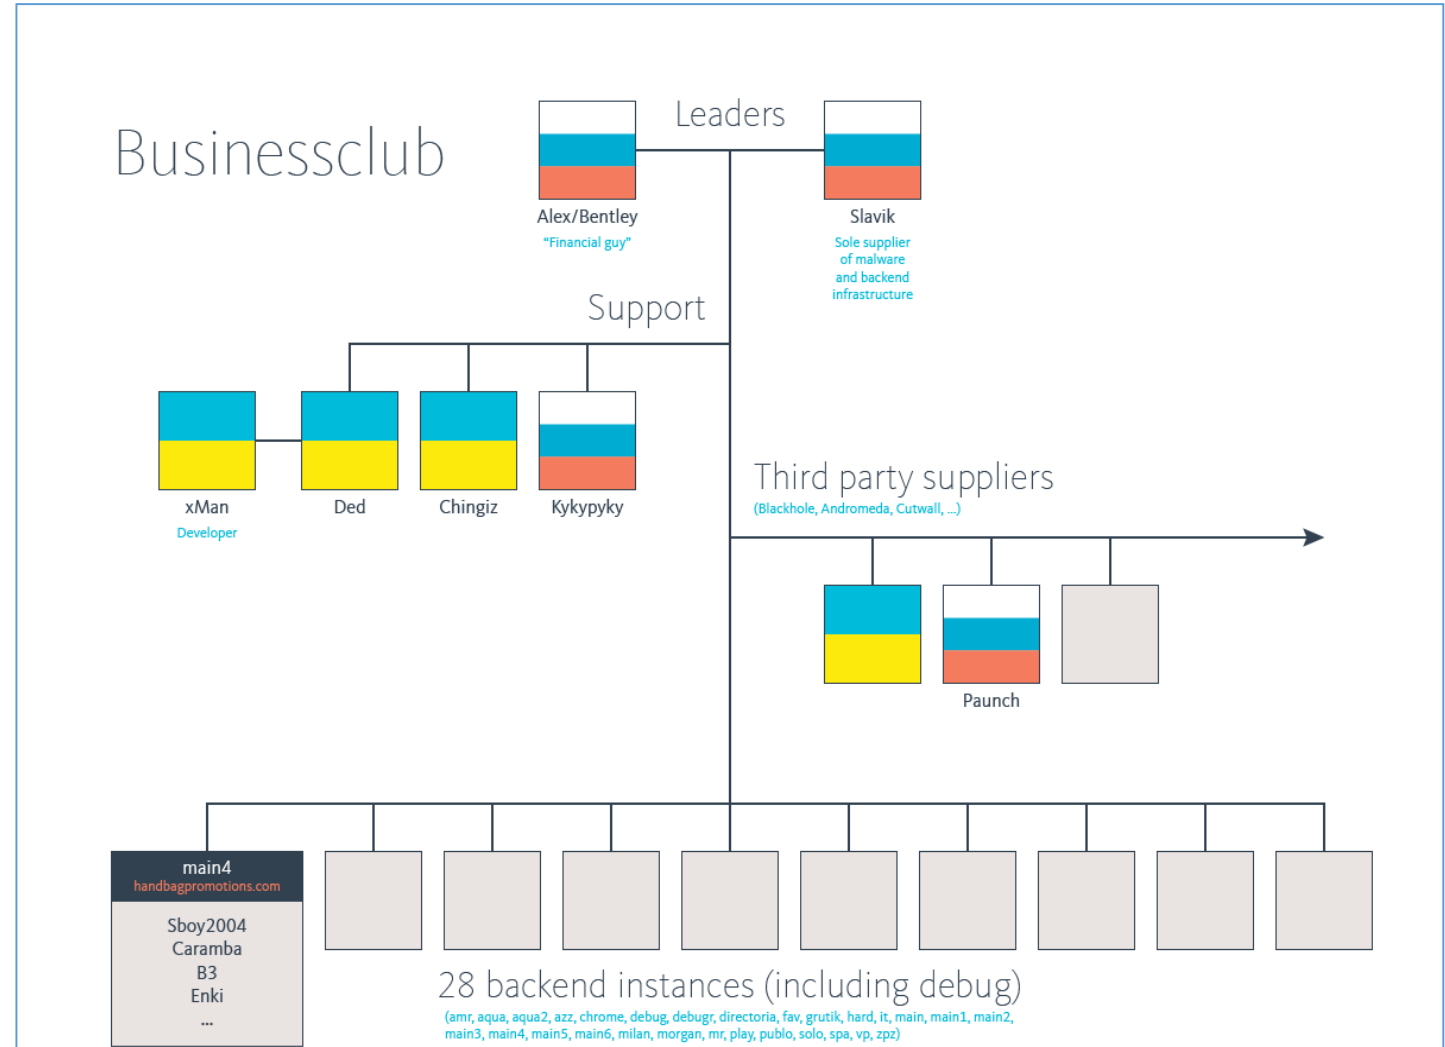 Businessclub
Leaders
Alex/Bentley
"Financial guy"
Slavik
Sole supplier
of malware
and backend
infrastructure
Support
xMan
Developer
Ded
Chingiz
Kykypyky
Third party suppliers
(Blackhole, Andromeda, Cutwall, ...)
Paunch
main4
handbagpromotions.com
Sboy2004
Caramba
B3
Enki
...
28 backend instances (including debug)
(amr, aqua, aqua2, azz, chrome, debug, debugr, directoria, fav, grutik, hard, it, main, main1, main2,
main3, main4, main5, main6, milan, morgan, mr, play, publo, solo, spa, vp, zpz)